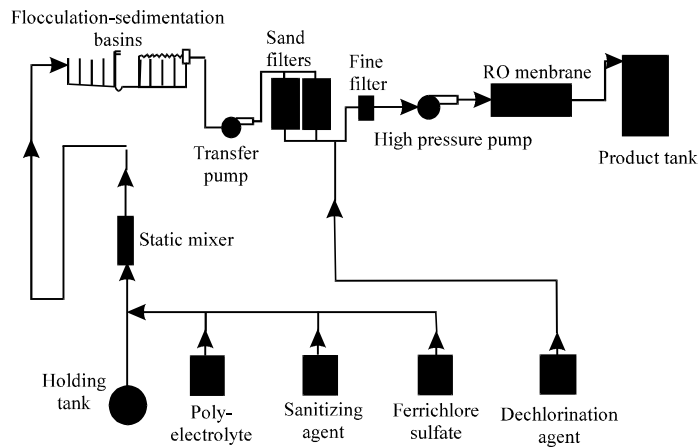 Flocculation-sedimentation
basins
Sand
filters
Fine
filter
RO menbrane
Transfer
pump
High pressure pump
Product tank
Static mixer
Holding
tank
Poly-
electrolyte
Sanitizing
agent
Ferrichlore
sulfate
Dechlorination
agent